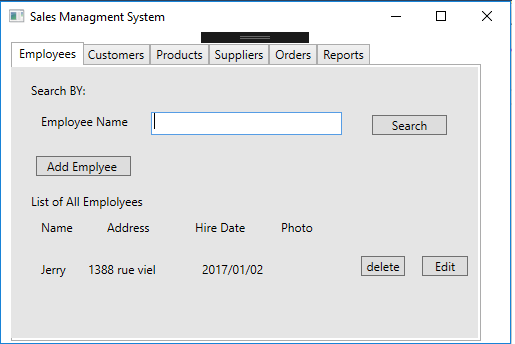 Sales Managment System
Employees Customers Products Suppliers Orders Reports
Search BY:
Employee Name Search
Add Emplyee
List of All Emplolyees
Name Address Hire Date Photo
Jerry 1388 rue viel 2017/01/02 delete Edit